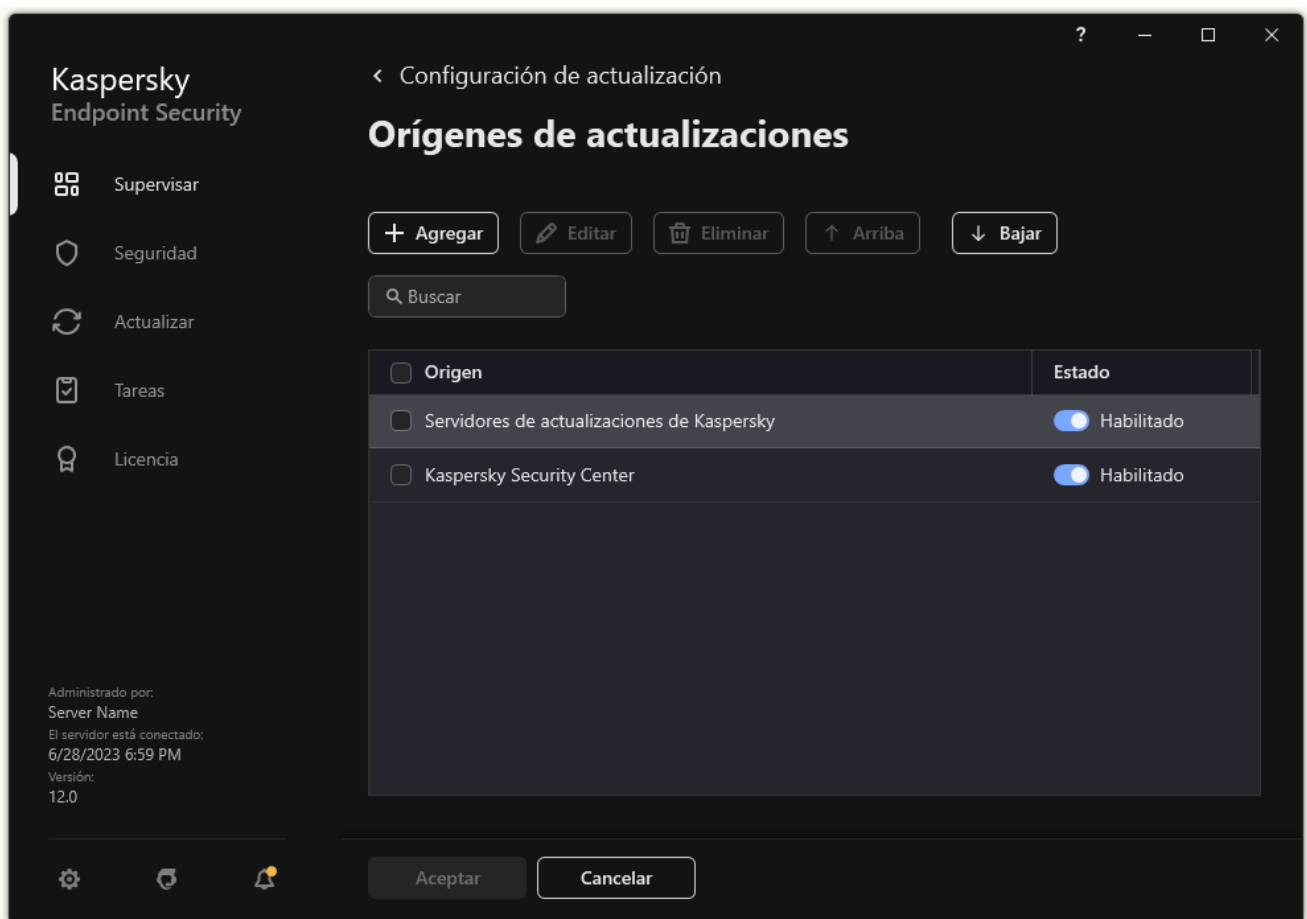 ?
Kaspersky
Endpoint Security
Supervisar
Seguridad
Actualizar
Tareas
Licencia
Administrado por:
Server Name
El servidor está conectado:
6/28/2023 6:59 PM
Versión:
12.0
Configuración de actualización
Orígenes de actualizaciones
Agregar Editar Eliminar Arriba Bajar
Buscar
Origen Estado
Servidores de actualizaciones de Kaspersky Habilitado
Kaspersky Security Center Habilitado
Aceptar Cancelar